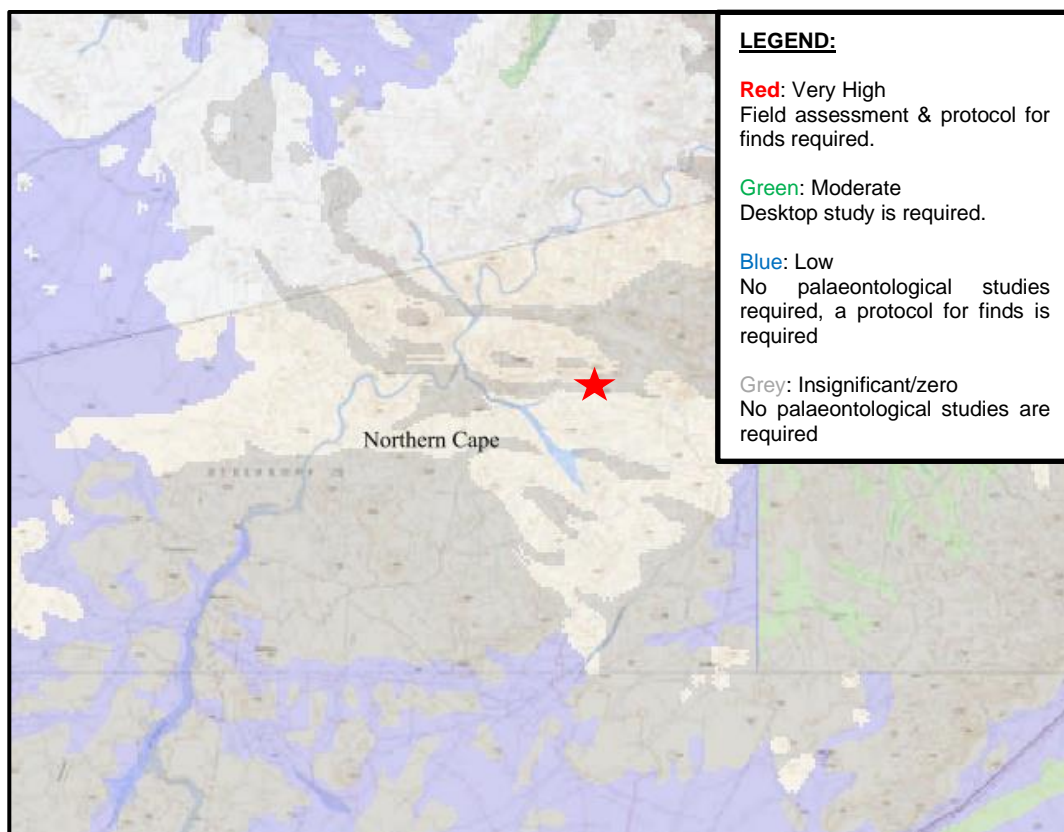 LEGEND:
Red: Very High
Field assessment & protocol for
finds required.
Green: Moderate
Desktop study is required.
Blue: Low
No palaeontological studies
required, a protocol for finds is
required
Grey: Insignificant/zero
No palaeontological studies are
required
Northern Cape